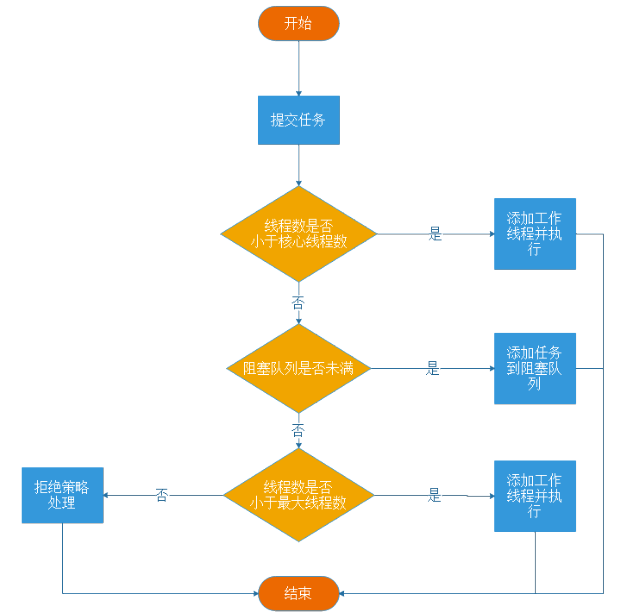 开始
提交任务
线程数是否
小于核心线程数
是
添加工作
线程并执
行
否
阻塞队列是否未满
是
添加任务
到阻塞队
列
否
拒绝策略
处理
否
线程数是否
小于最大线程数
是
添加工作
线程并执
行
结束